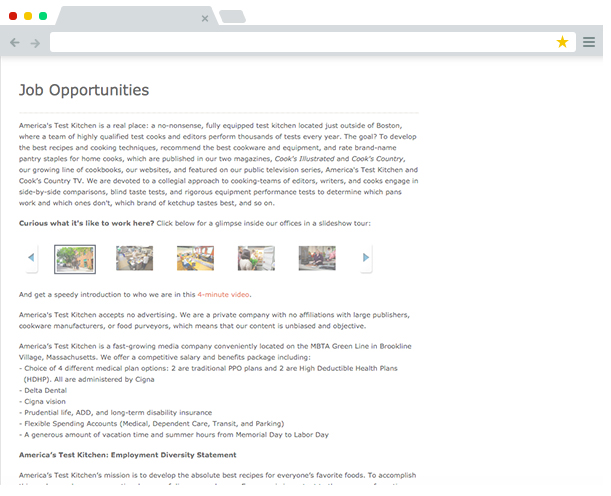 Job Opportunities
America's Test Kitchen is a real place: a no-nonsense, fully equipped test kitchen located just outside of Boston,
where a team of highly qualified test cooks and editors perform thousands of tests every year. The goal? To develop
the best recipes and cooking techniques, recommend the best cookware and equipment, and rate brand-name
pantry staples for home cooks, which are published in our two magazines, Cook's Illustrated and Cook's Country,
our growing line of cookbooks, our websites, and featured on our public television series, America's Test Kitchen and
Cook's Country TV. We are devoted to a collegial approach to cooking-teams of editors, writers, and cooks engage in
side-by-side comparisons, blind taste tests, and rigorous equipment performance tests to determine which pans
work and which ones don't, which brand of ketchup tastes best, and so on.
Curious what it's like to work here? Click below for a glimpse inside our offices in a slideshow tour:
And get a speedy introduction to who we are in this 4-minute video.
America's Test Kitchen accepts no advertising. We are a private company with no affiliations with large publishers,
cookware manufacturers, or food purveyors, which means that our content is unbiased and objective.
America's Test Kitchen is a fast-growing media company conveniently located on the MBTA Green Line in Brookline
Village, Massachusetts. We offer a competitive salary and benefits package including:
- Choice of 4 different medical plan options: 2 are traditional PPO plans and 2 are High Deductible Health Plans
(HDHP). All are administered by Cigna
- Delta Dental
- Cigna vision
- Prudential life, ADD, and long-term disability insurance
- Flexible Spending Accounts (Medical, Dependent Care, Transit, and Parking)
- A generous amount of vacation time and summer hours from Memorial Day to Labor Day
America's Test Kitchen: Employment Diversity Statement
America's Test Kitchen's mission is to develop the absolute best recipes for everyone's favorite foods. To accomplish